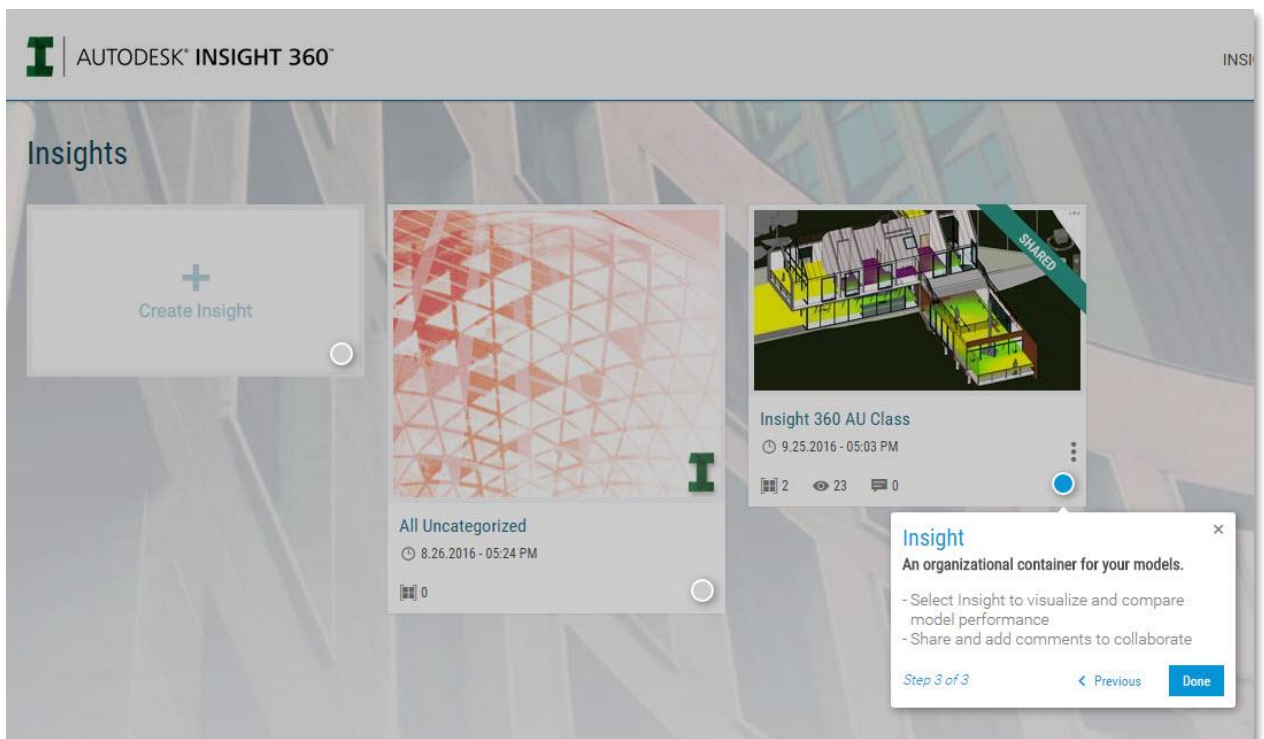 AUTODESK® INSIGHT 360™
INSI
Insights
Create Insight
SHARED
Insight 360 AU Class
9.25.2016 - 05:03 PM
2 23 0
All Uncategorized
8.26.2016 - 05:24 PM
0
Insight
An organizational container for your models.
- Select Insight to visualize and compare
model performance
- Share and add comments to collaborate
Step 3 of 3 Previous Done